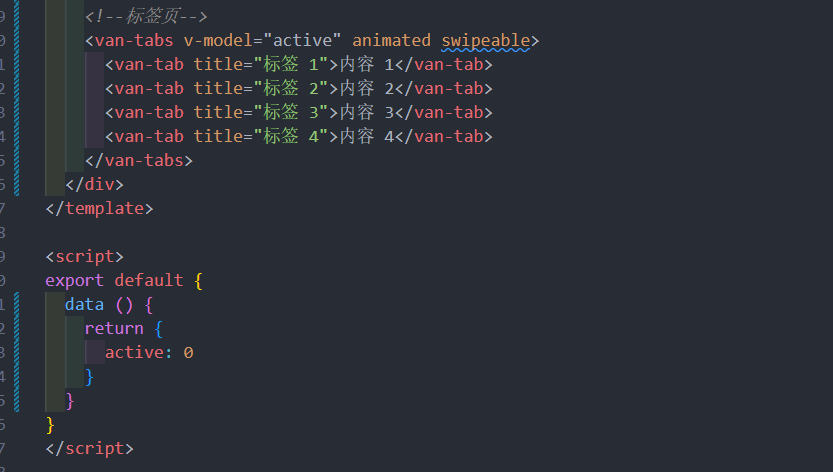 <!--标签页-->
<van-tabs v-model="active" animated swipeable>
<van-tab title="标签 1">内容 1</van-tab>
<van-tab title="标签 2">内容 2</van-tab>
<van-tab title="标签 3">内容 3</van-tab>
<van-tab title="标签 4">内容 4</van-tab>
</van-tabs>
</div>
</template>
<script>
export default {
data () {
return {
active: 0
}
}
}
</script>